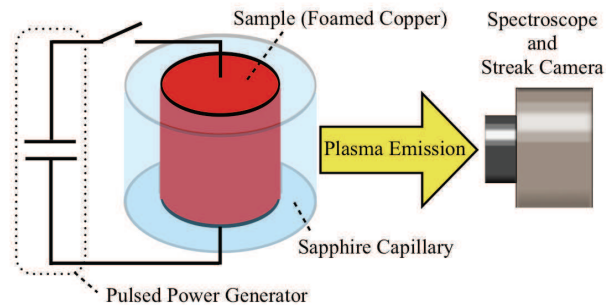 Sample (Foamed Copper)
Spectroscope
and
Streak Camera
Plasma Emission
Sapphire Capillary
Pulsed Power Generator